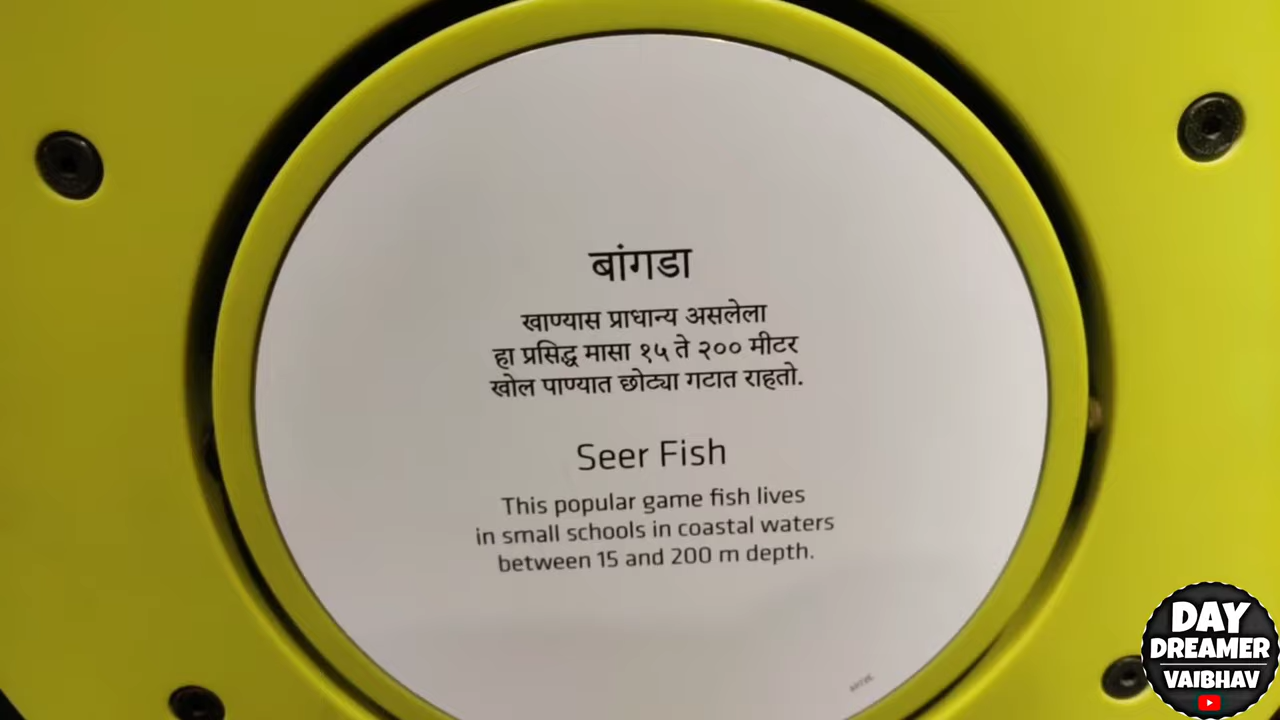 बांगडा
खाण्यास प्राधान्य असलेला
हा प्रसिद्ध मासा १५ ते २०० मीटर
खोल पाण्यात छोट्या गटात राहतो.
Seer Fish
This popular game fish lives
in small schools in coastal waters
between 15 and 200 m depth.
DAY
DREAMER
VAIBHAV